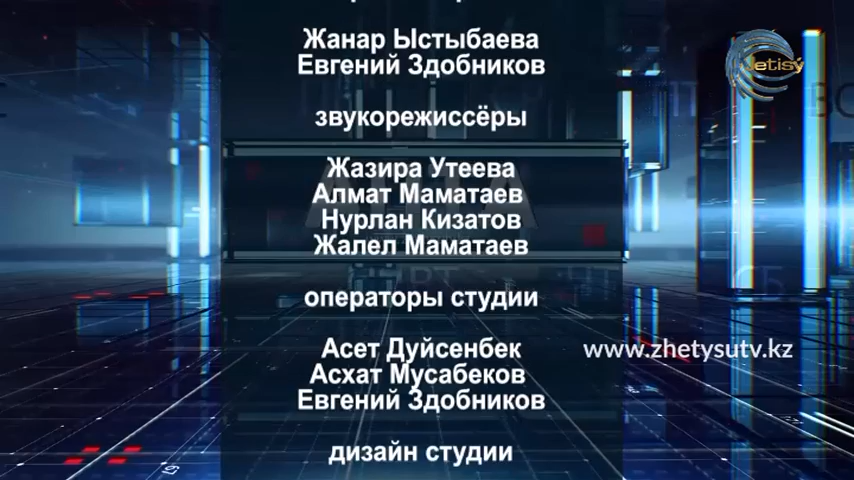 Жанар Ыстыбаева
Jetisý
Евгений Здобников
звукорежиссёры
Жазира Утеева
Алмат Маматаев
Нурлан Кизатов
Жалел Маматаев
операторы студии
Асет Дуйсенбек
www.zhetysutv.kz
Асхат Мусабеков
Евгений Здобников
дизайн студии